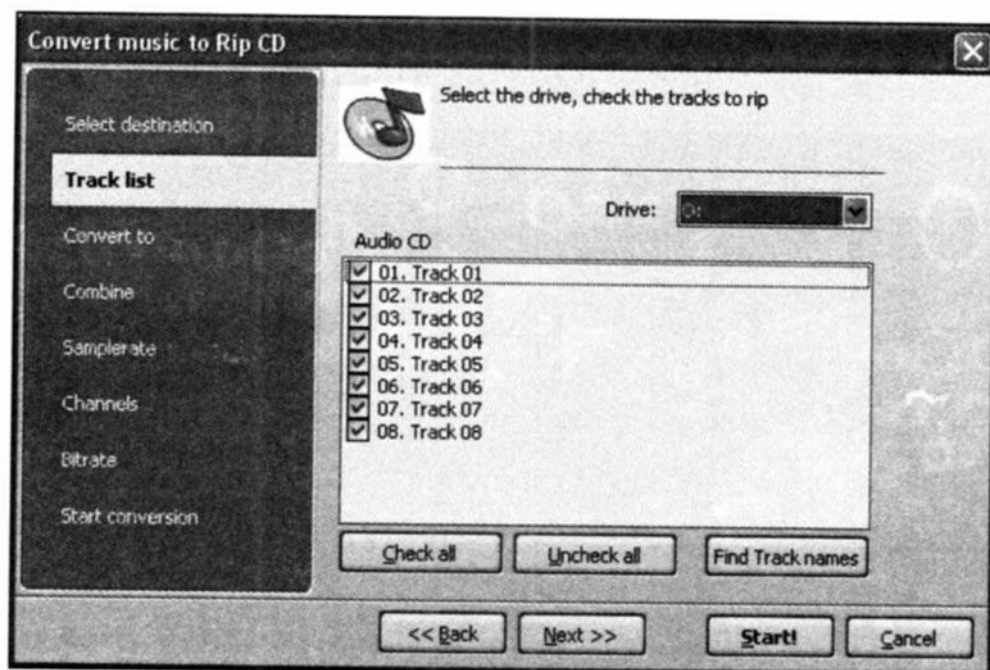 Convert music to Rip CD
Select destination
Track list
Convert to
Combine
Samplerate
Channels
Bitrate
Start conversion
Select the drive, check the tracks to rip
Drive: D:
Audio CD
01. Track 01
02. Track 02
03. Track 03
04. Track 04
05. Track 05
06. Track 06
07. Track 07
08. Track 08
Check all Uncheck all Find Track names
<< Back Next >> Start! Cancel